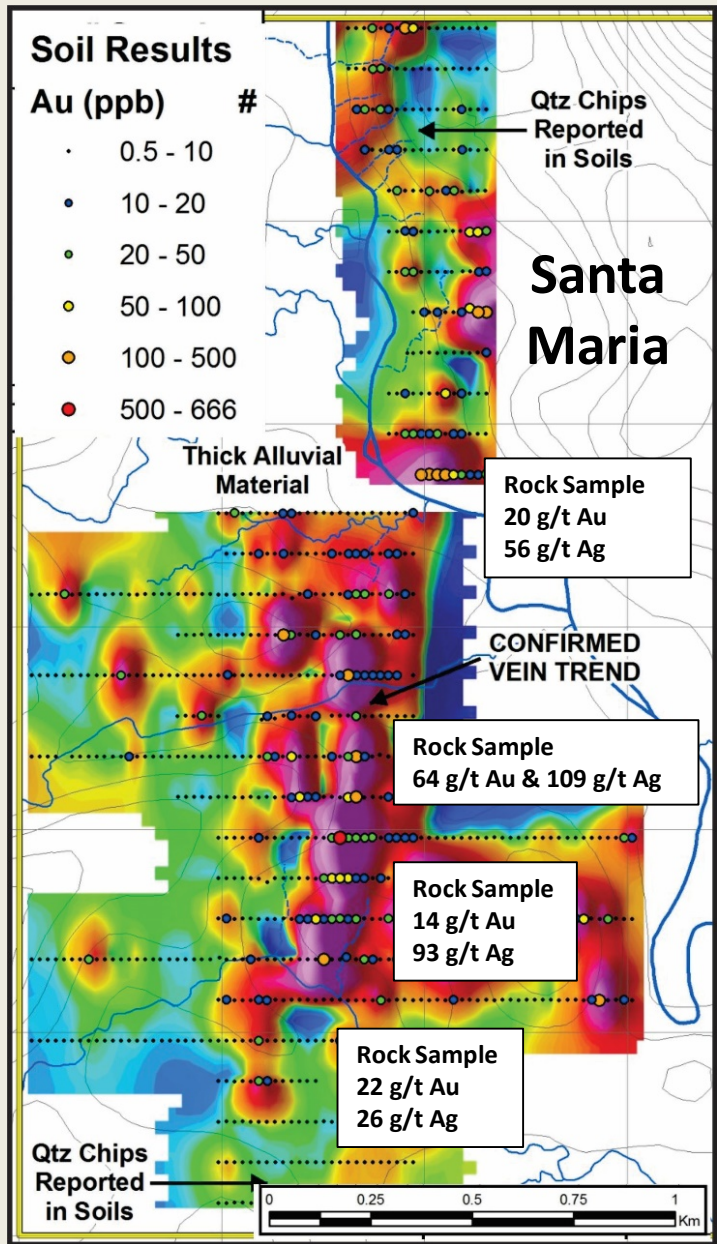 Soil Results
Au (ppb) #
0.5 - 10
10 - 20
20 - 50
50 - 100
100 - 500
500 - 666
Qtz Chips
Reported
in Soils
Santa
Maria
Thick Alluvial
Material
Rock Sample
20 g/t Au
56 g/t Ag
CONFIRMED
VEIN TREND
Rock Sample
64 g/t Au & 109 g/t Ag
Rock Sample
14 g/t Au
93 g/t Ag
Rock Sample
22 g/t Au
26 g/t Ag
Qtz Chips
Reported
in Soils
0 0.25 0.5 0.75 1
Km